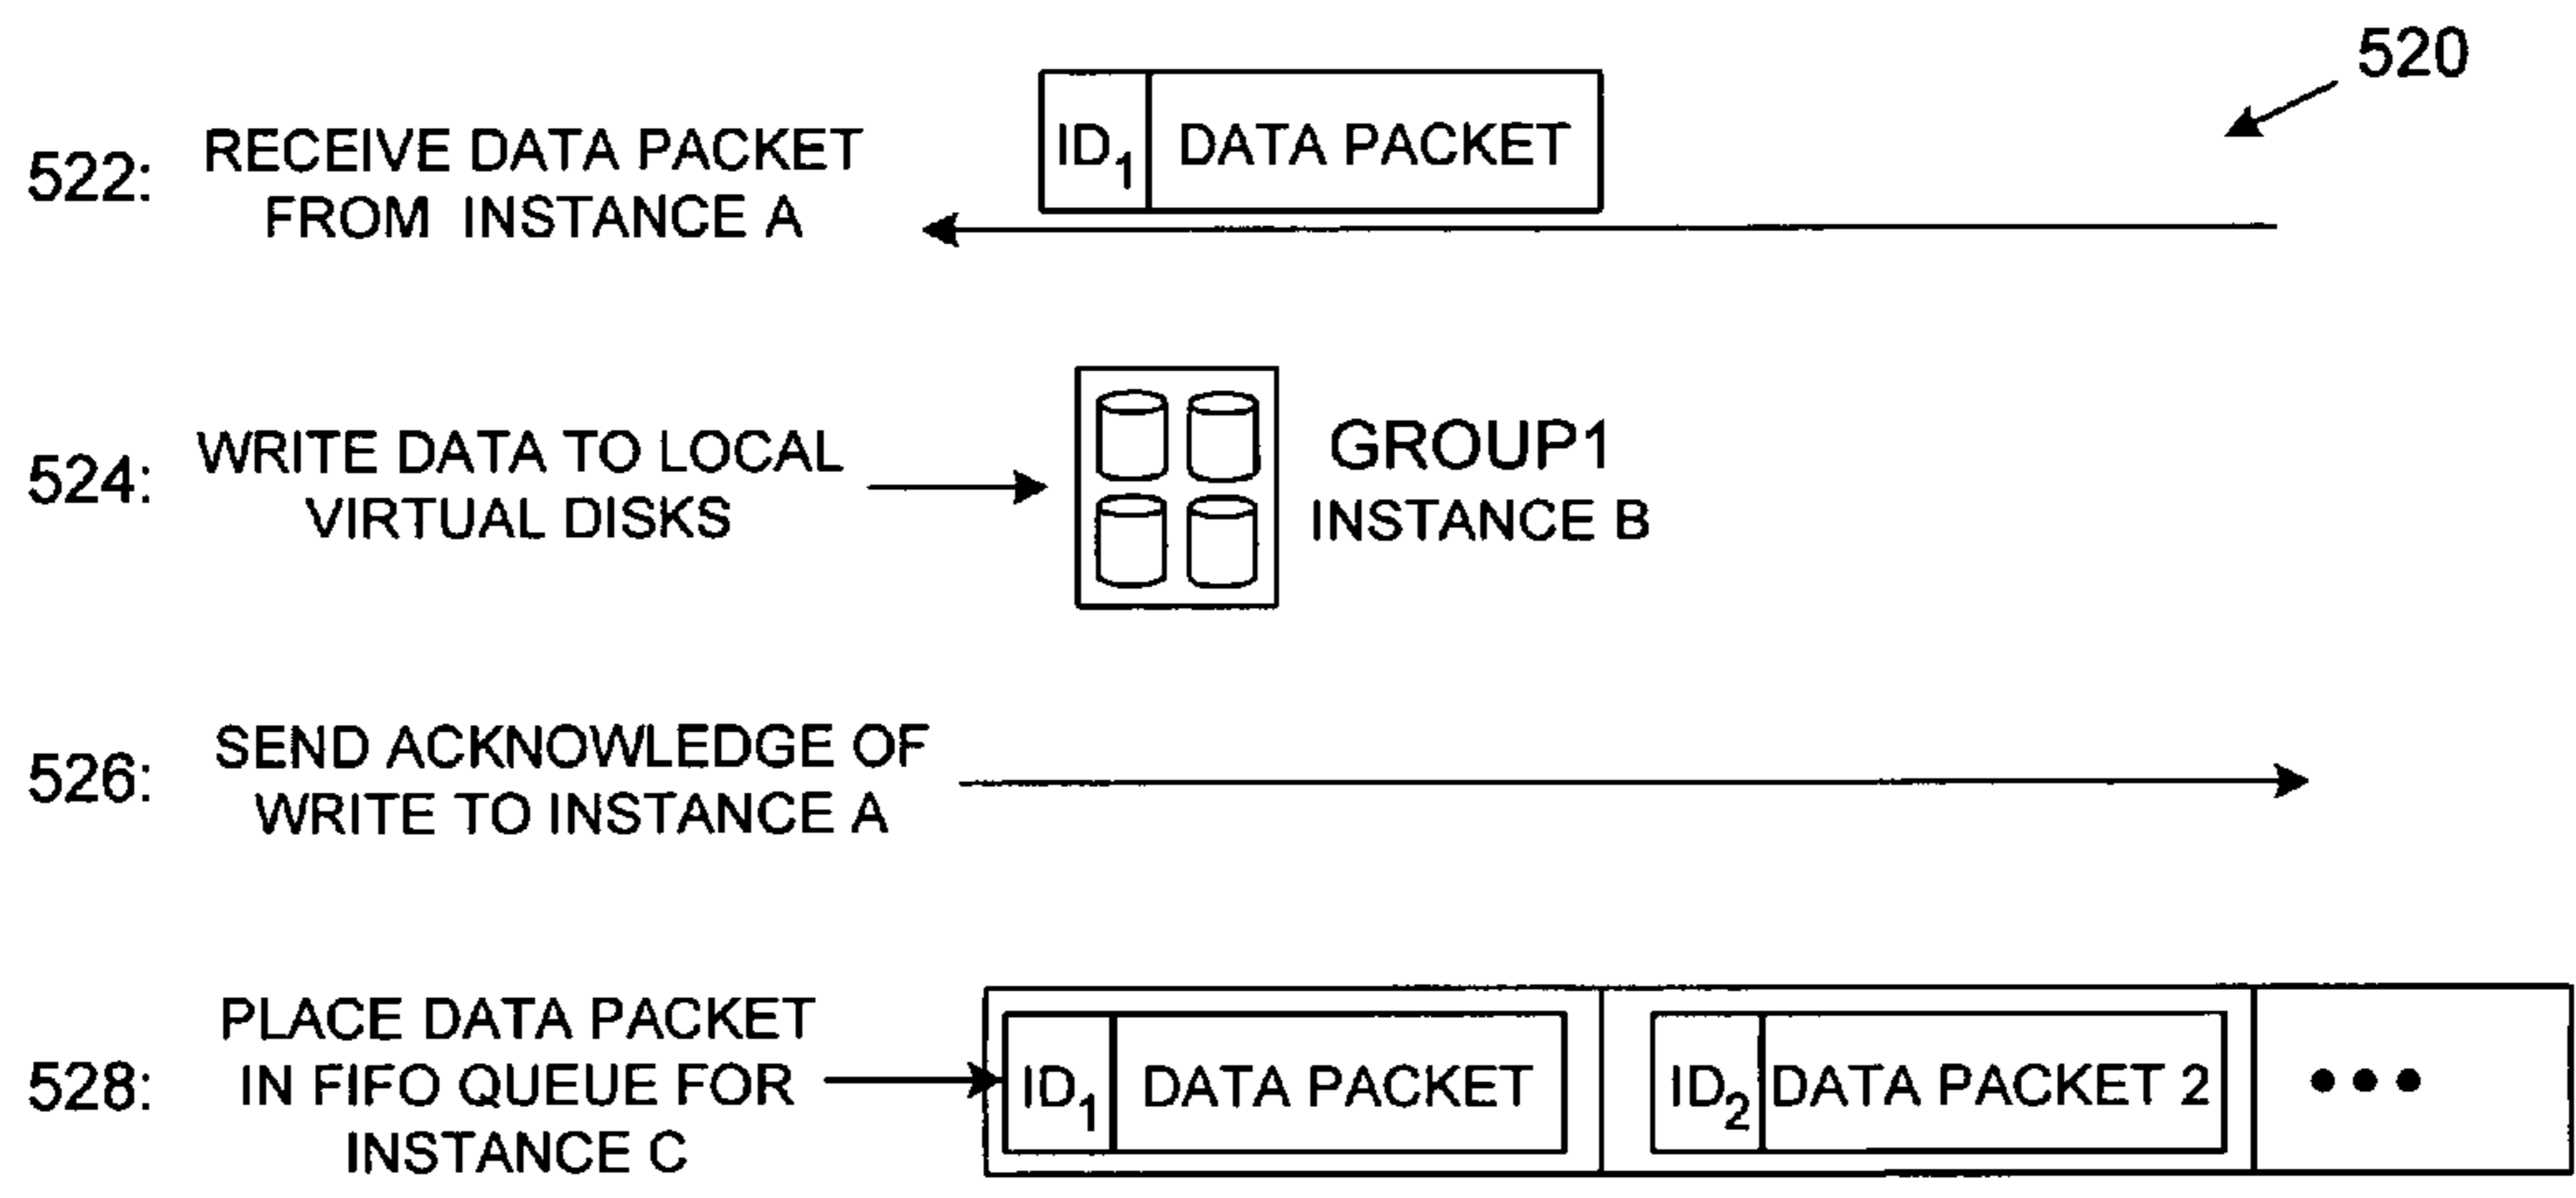 520
522: RECEIVE DATA PACKET
FROM INSTANCE A
ID1 DATA PACKET
524: WRITE DATA TO LOCAL
VIRTUAL DISKS
GROUP1
INSTANCE B
526: SEND ACKNOWLEDGE OF
WRITE TO INSTANCE A
528: PLACE DATA PACKET
IN FIFO QUEUE FOR
INSTANCE C
ID1 DATA PACKET ID2 DATA PACKET 2 •••